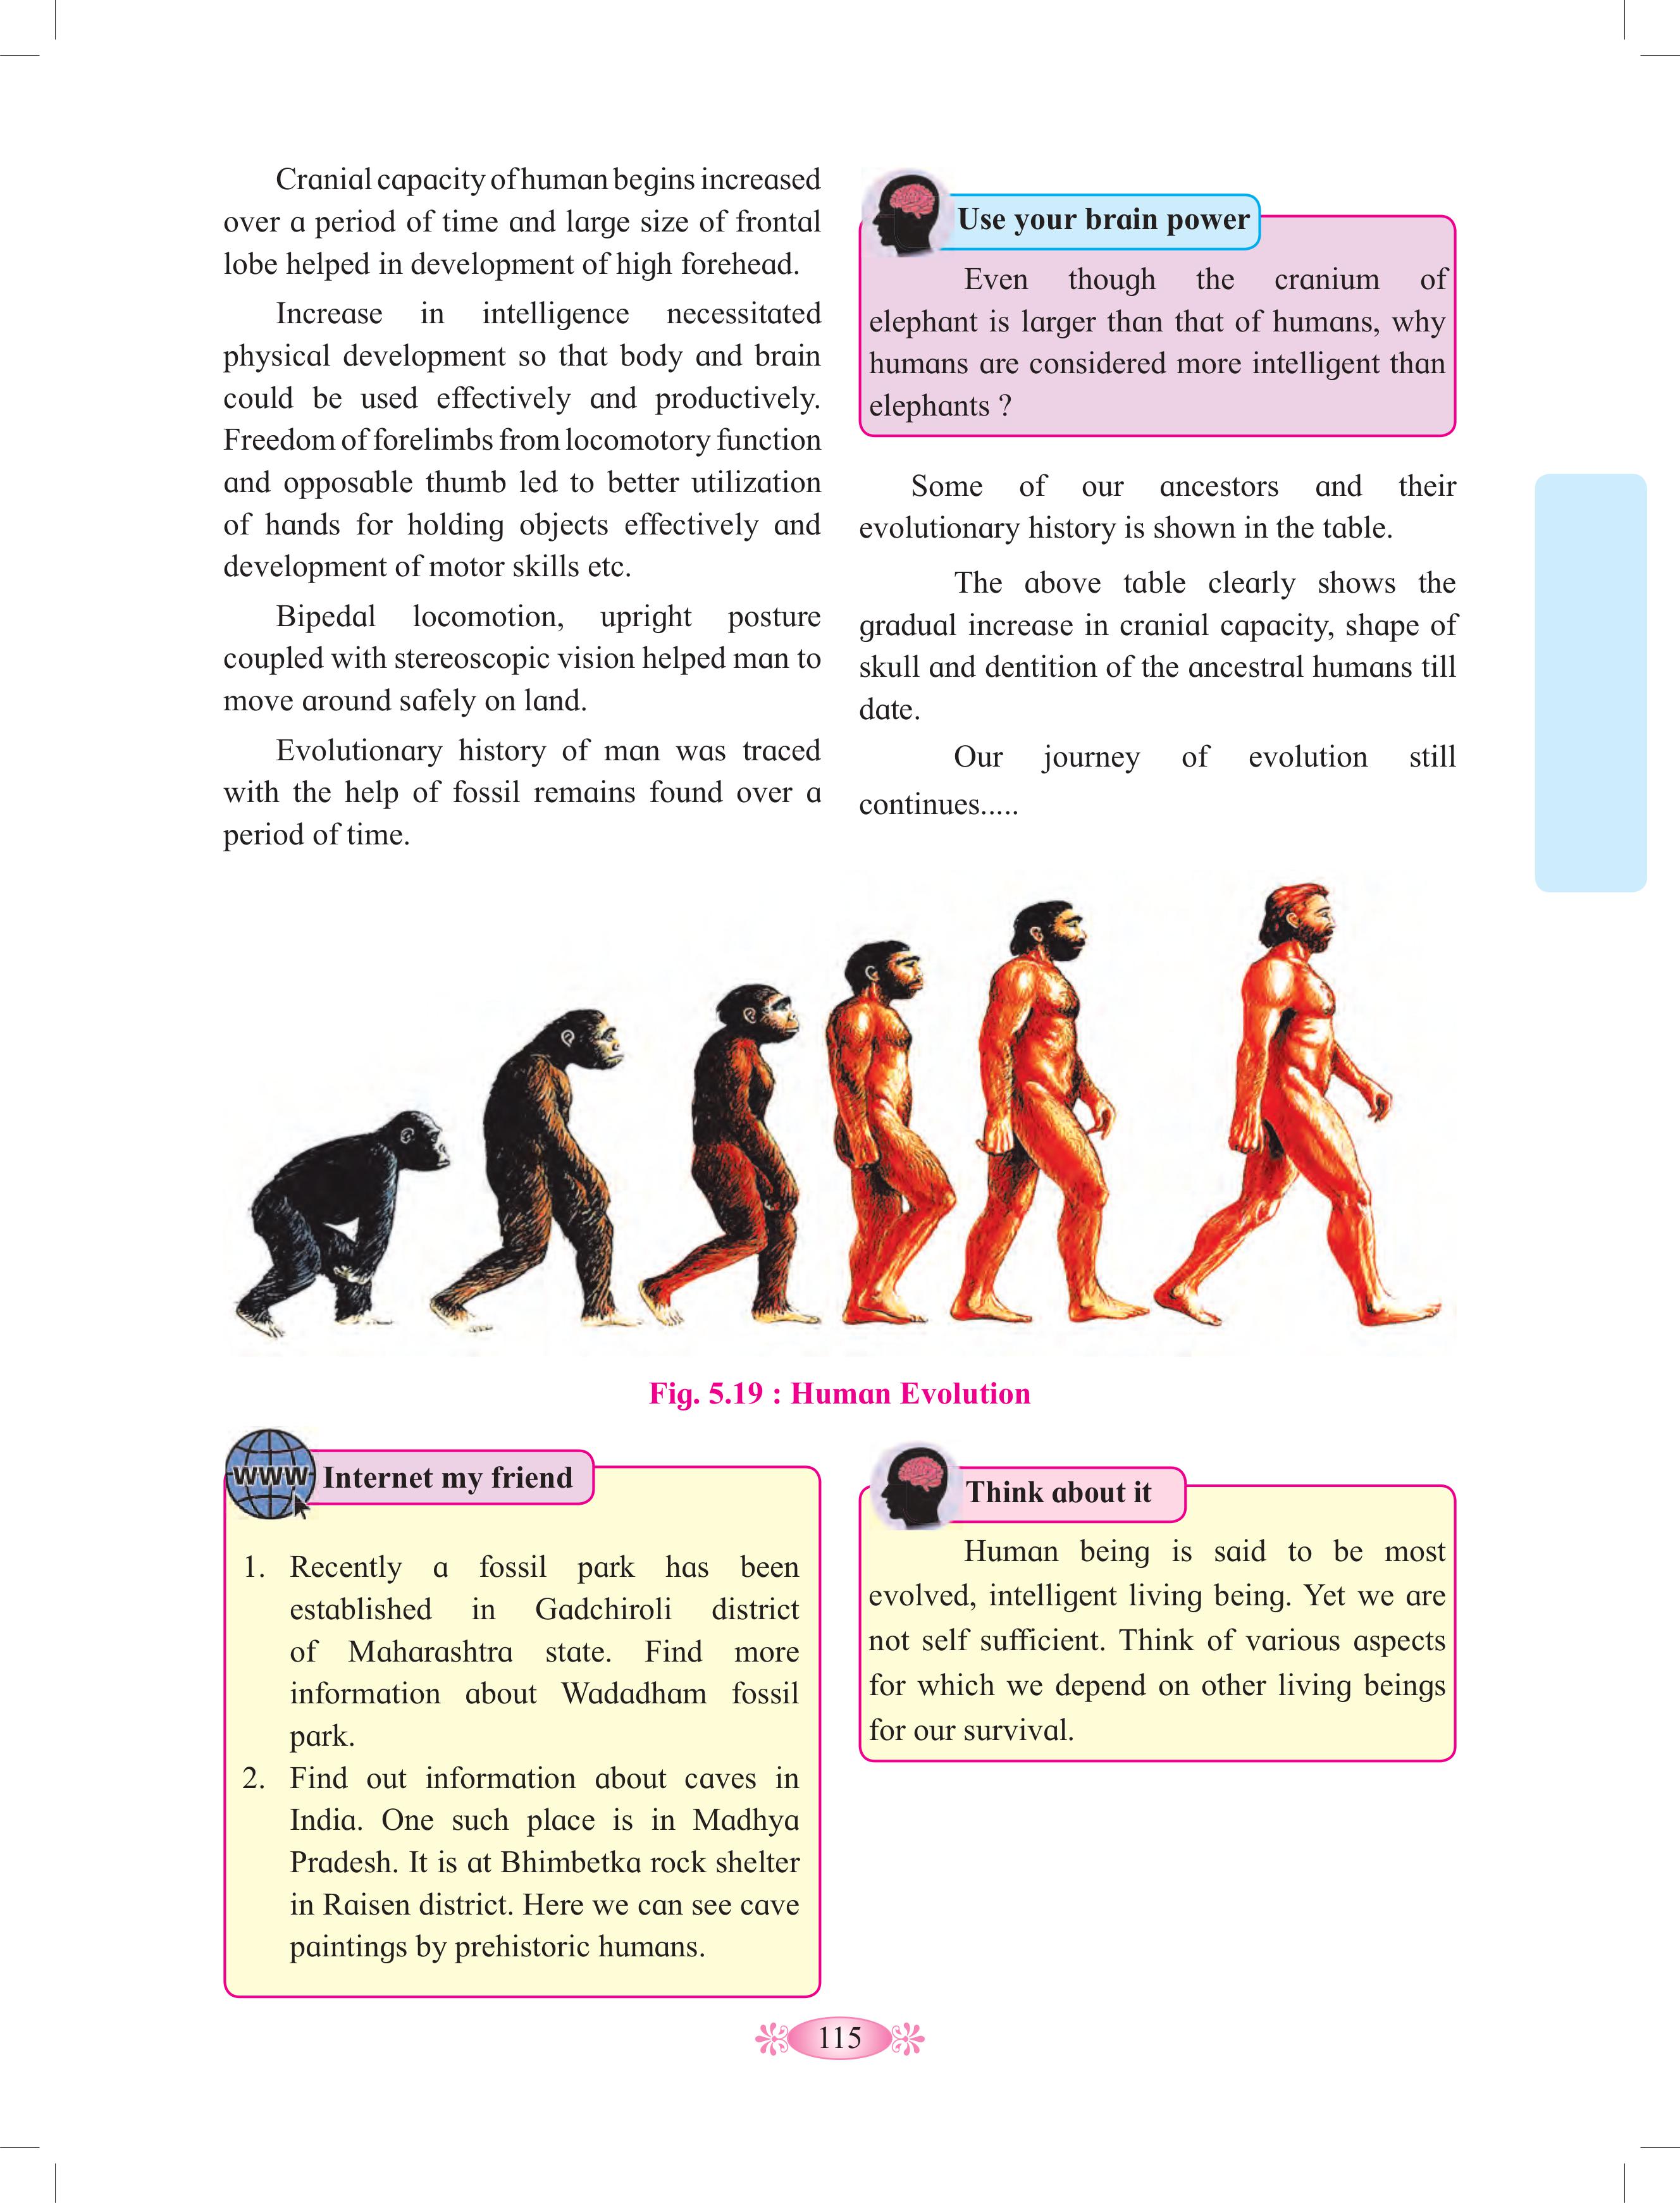 Cranial capacity of human begins increased
over a period of time and large size of frontal
lobe helped in development of high forehead.
Increase in intelligence necessitated
physical development so that body and brain
could be used effectively and productively.
Freedom of forelimbs from locomotory function
and opposable thumb led to better utilization
of hands for holding objects effectively and
development of motor skills etc.
Bipedal locomotion, upright posture
coupled with stereoscopic vision helped man to
move around safely on land.
Evolutionary history of man was traced
with the help of fossil remains found over a
period of time.
Use your brain power
Even though the cranium of
elephant is larger than that of humans, why
humans are considered more intelligent than
elephants ?
Some of our ancestors and their
evolutionary history is shown in the table.
The above table clearly shows the
gradual increase in cranial capacity, shape of
skull and dentition of the ancestral humans till
date.
Our journey of evolution still
continues.....
Fig. 5.19 : Human Evolution
WWW
Internet my friend
1. Recently a fossil park has been
established in Gadchiroli district
of Maharashtra state. Find more
information about Wadadham fossil
park.
2. Find out information about caves in
India. One such place is in Madhya
Pradesh. It is at Bhimbetka rock shelter
in Raisen district. Here we can see cave
paintings by prehistoric humans.
Think about it
Human being is said to be most
evolved, intelligent living being. Yet we are
not self sufficient. Think of various aspects
for which we depend on other living beings
for our survival.
115